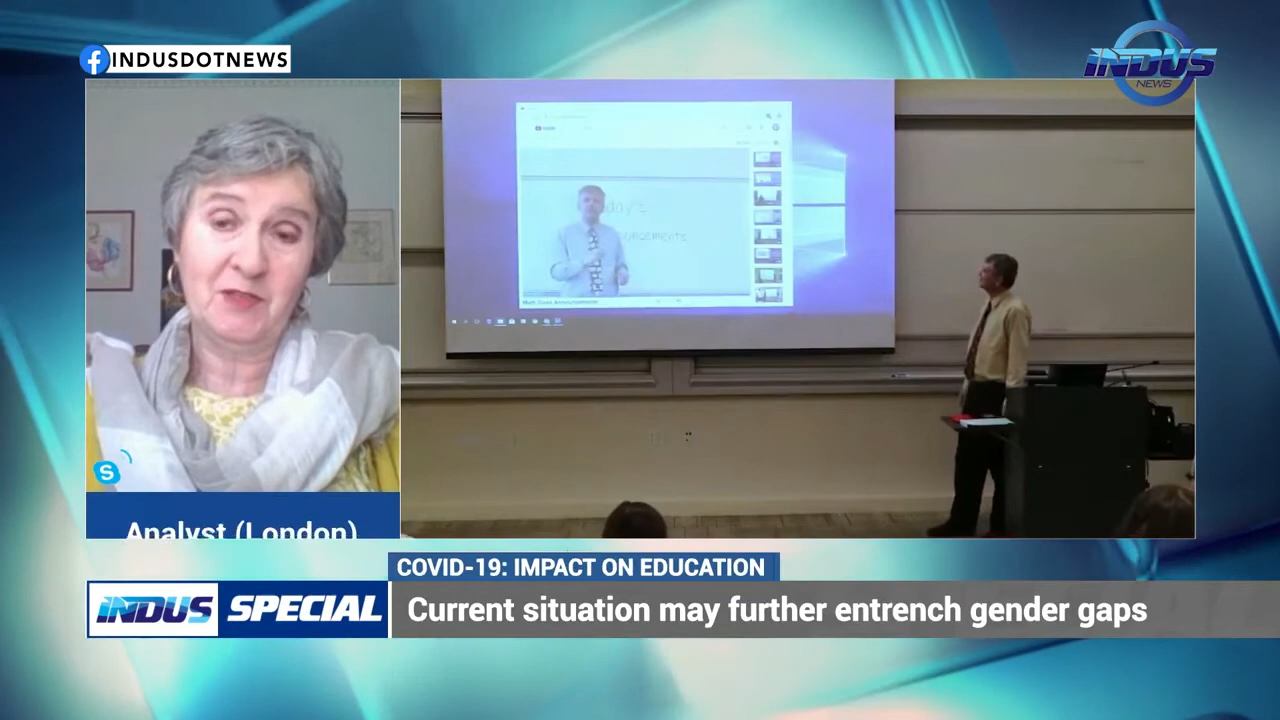 INDUSDOTNEWS
INDUS
NEWS
Analyst (London)
COVID-19: IMPACT ON EDUCATION
INDUS SPECIAL
Current situation may further entrench gender gaps